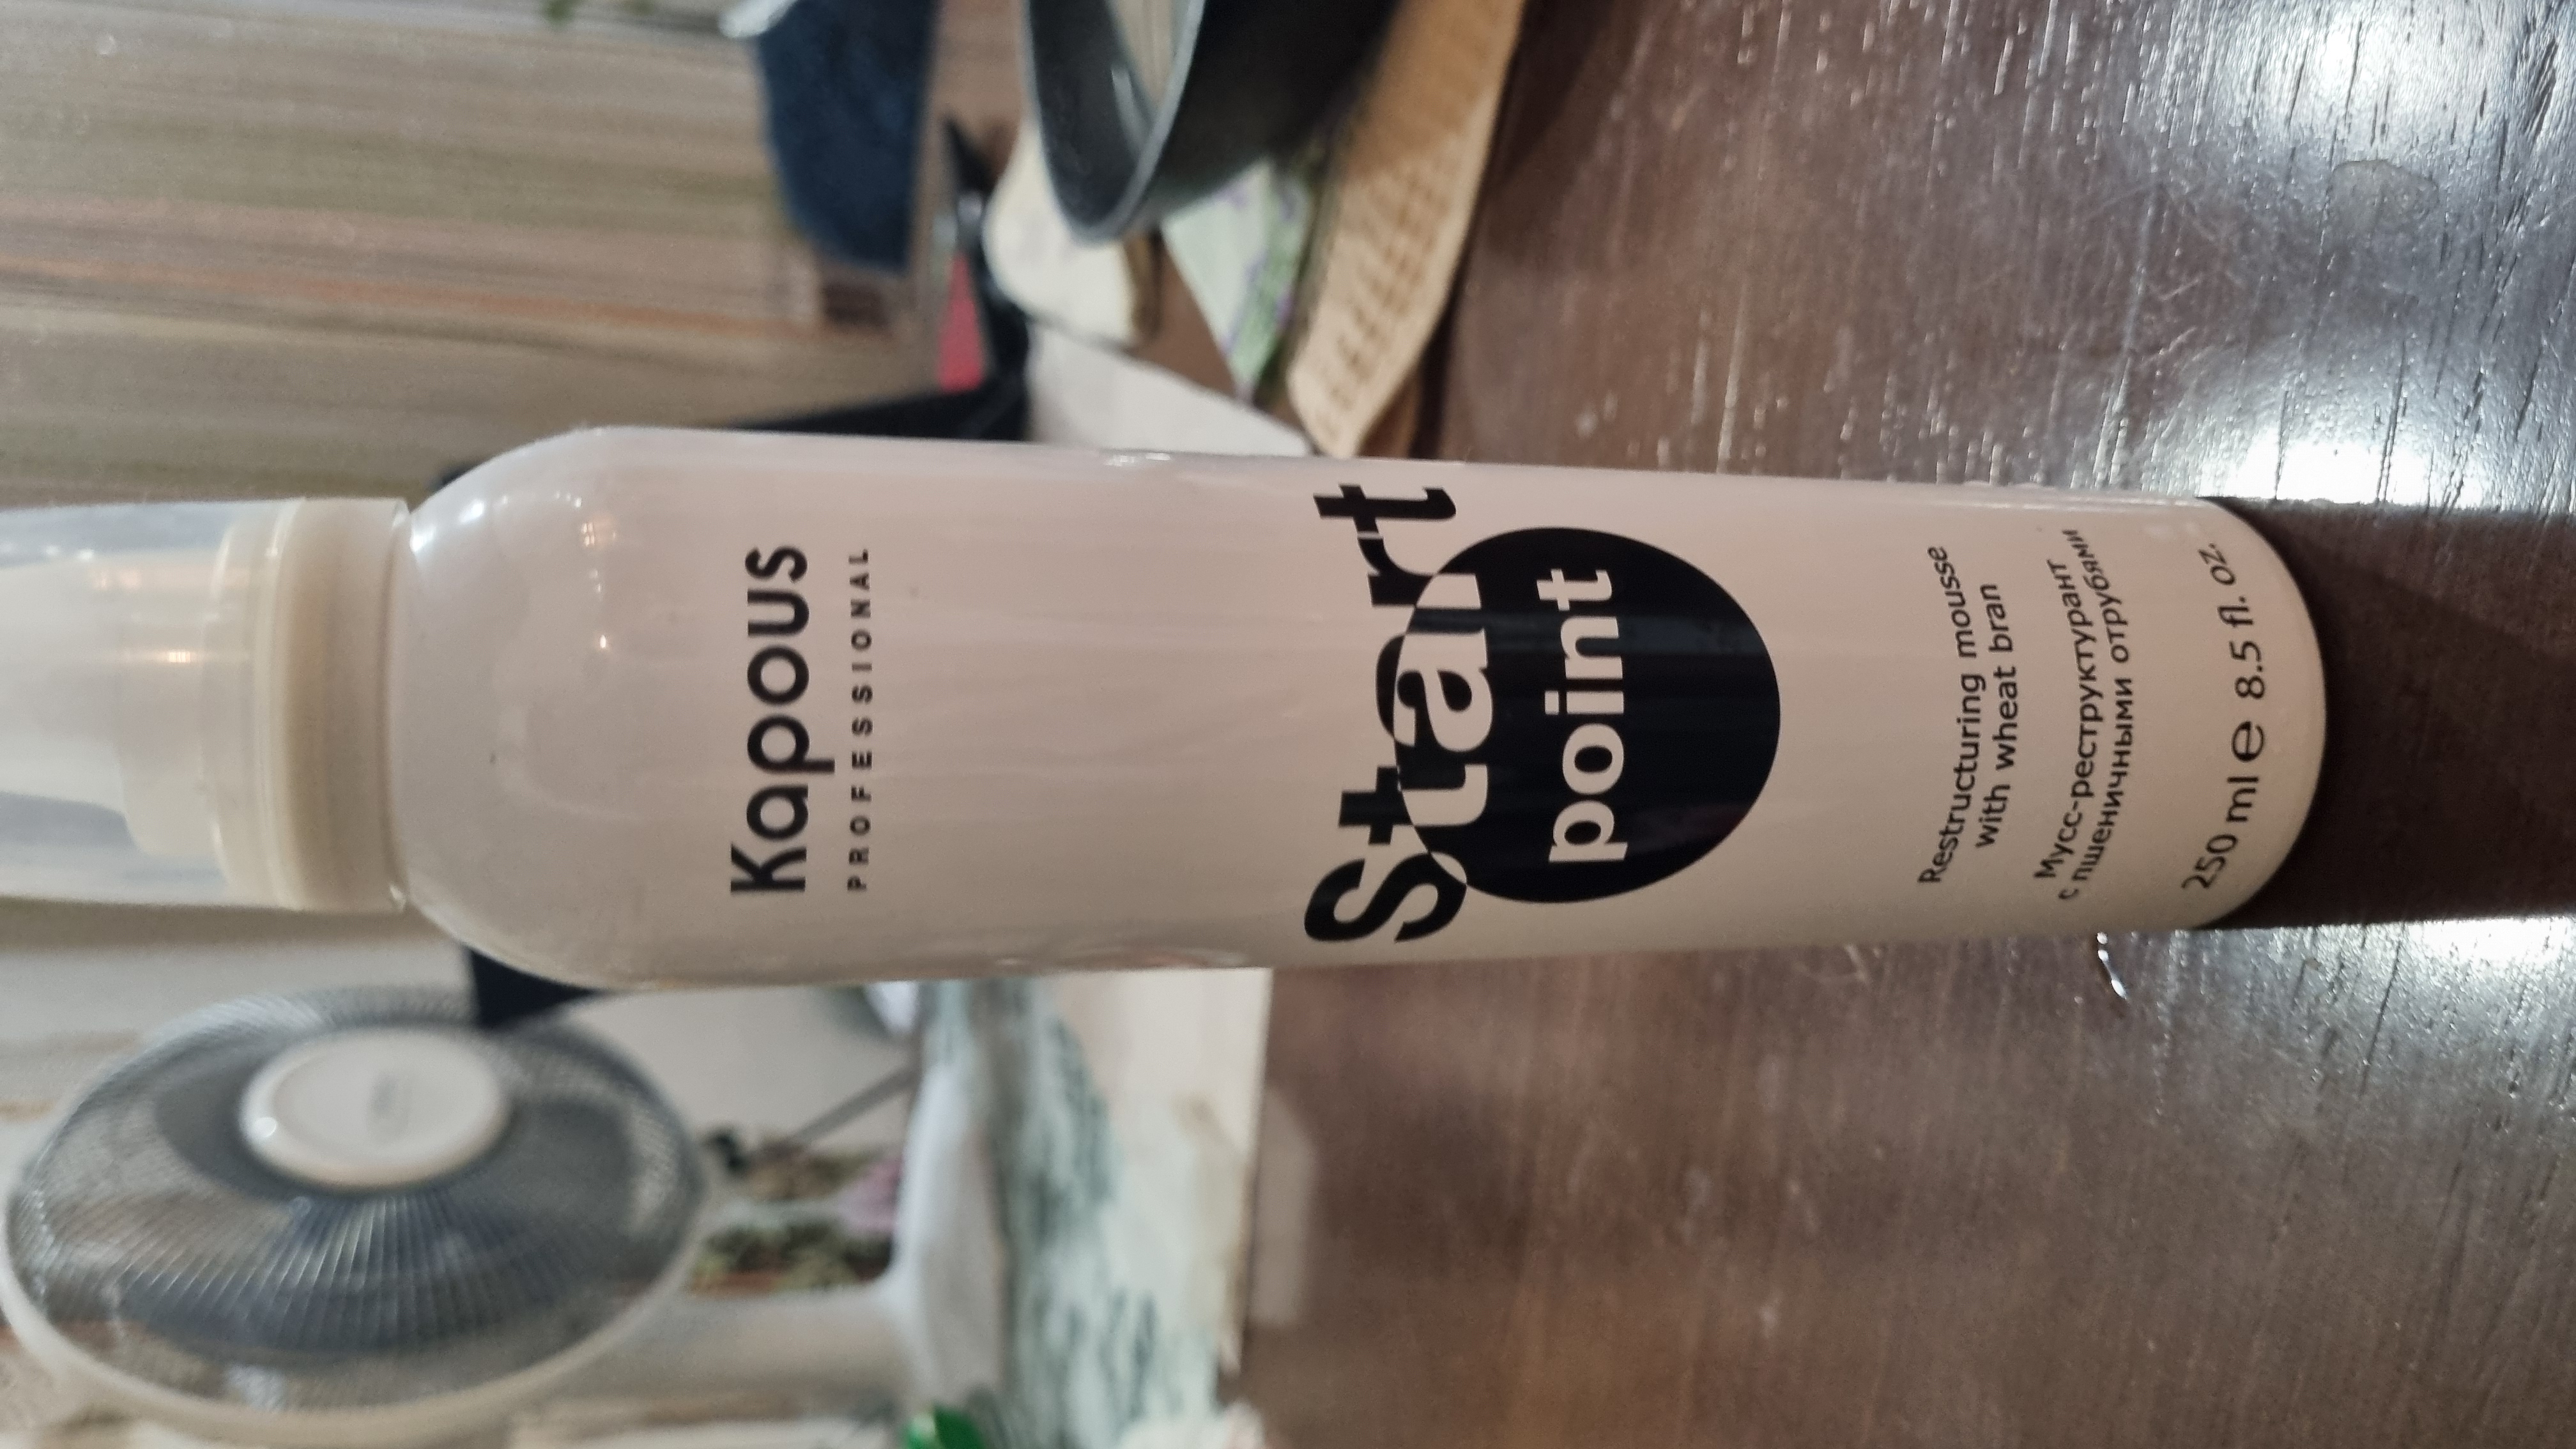 Kapous
PROFESSIONAL
Start
point
Restructuring mousse
with wheat bran
Мусс-реструктурант
с пшеничными отрубями
250 ml ℮ 8.5 fl. oz.